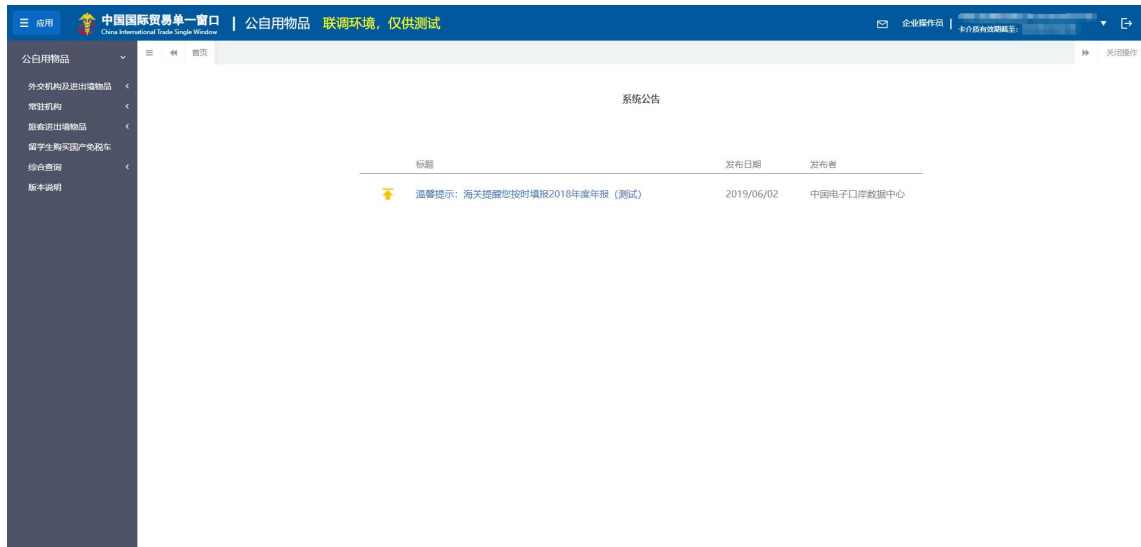 应用
中国国际贸易单一窗口
China International Trade Single Window
公自用物品 联调环境，仅供测试
企业操作员
卡介质有效期截至：
公自用物品
首页
关闭操作
外交机构及进出境物品
常驻机构
旅客进出境物品
留学生购买国产免税车
综合查询
版本说明
系统公告
标题 发布日期 发布者
温馨提示：海关提醒您按时填报2018年度年报（测试） 2019/06/02 中国电子口岸数据中心